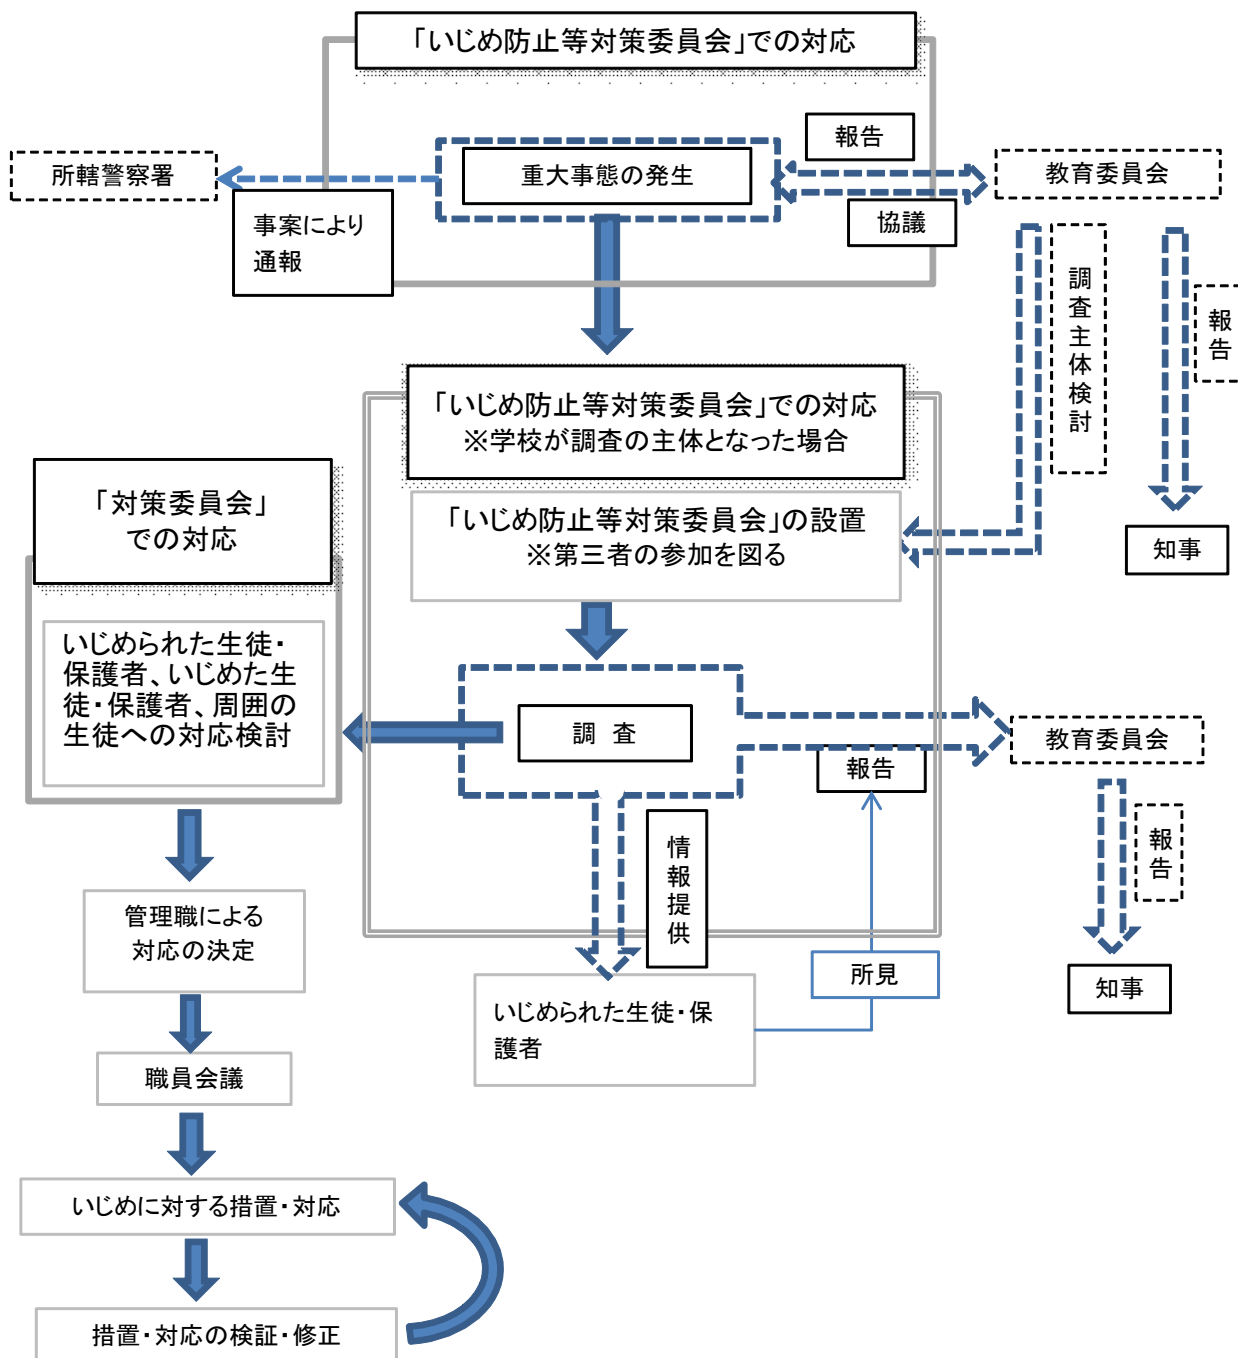 「いじめ防止等対策委員会」での対応
報告
所轄警察署
重大事態の発生
教育委員会
協議
事案により
通報
調査主体検討
報告
「いじめ防止等対策委員会」での対応
※学校が調査の主体となった場合
「対策委員会」
での対応
「いじめ防止等対策委員会」の設置
※第三者の参加を図る
知事
いじめられた生徒・
保護者、いじめた生
徒・保護者、周囲の
生徒への対応検討
調 査
教育委員会
報告
情報提供
報告
管理職による
対応の決定
所見
知事
いじめられた生徒・保
護者
職員会議
いじめに対する措置・対応
措置・対応の検証・修正